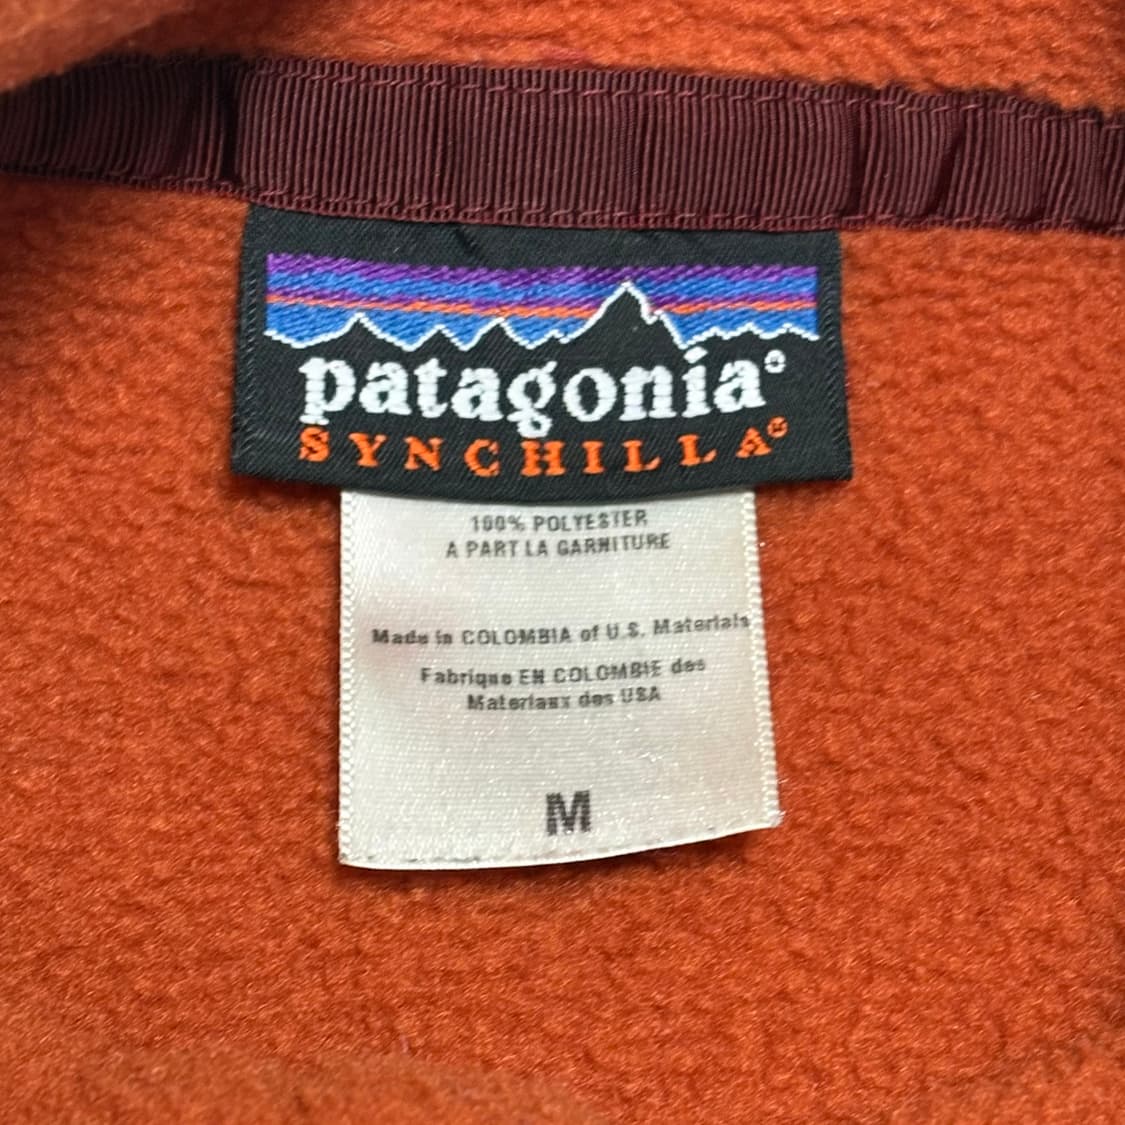 patagonia®
SYNCHILLA®
100% POLYESTER
A PART LA GARNITURE
Made in COLOMBIA of U.S. Materials
Fabrique EN COLOMBIE des
Materiaux des USA
M